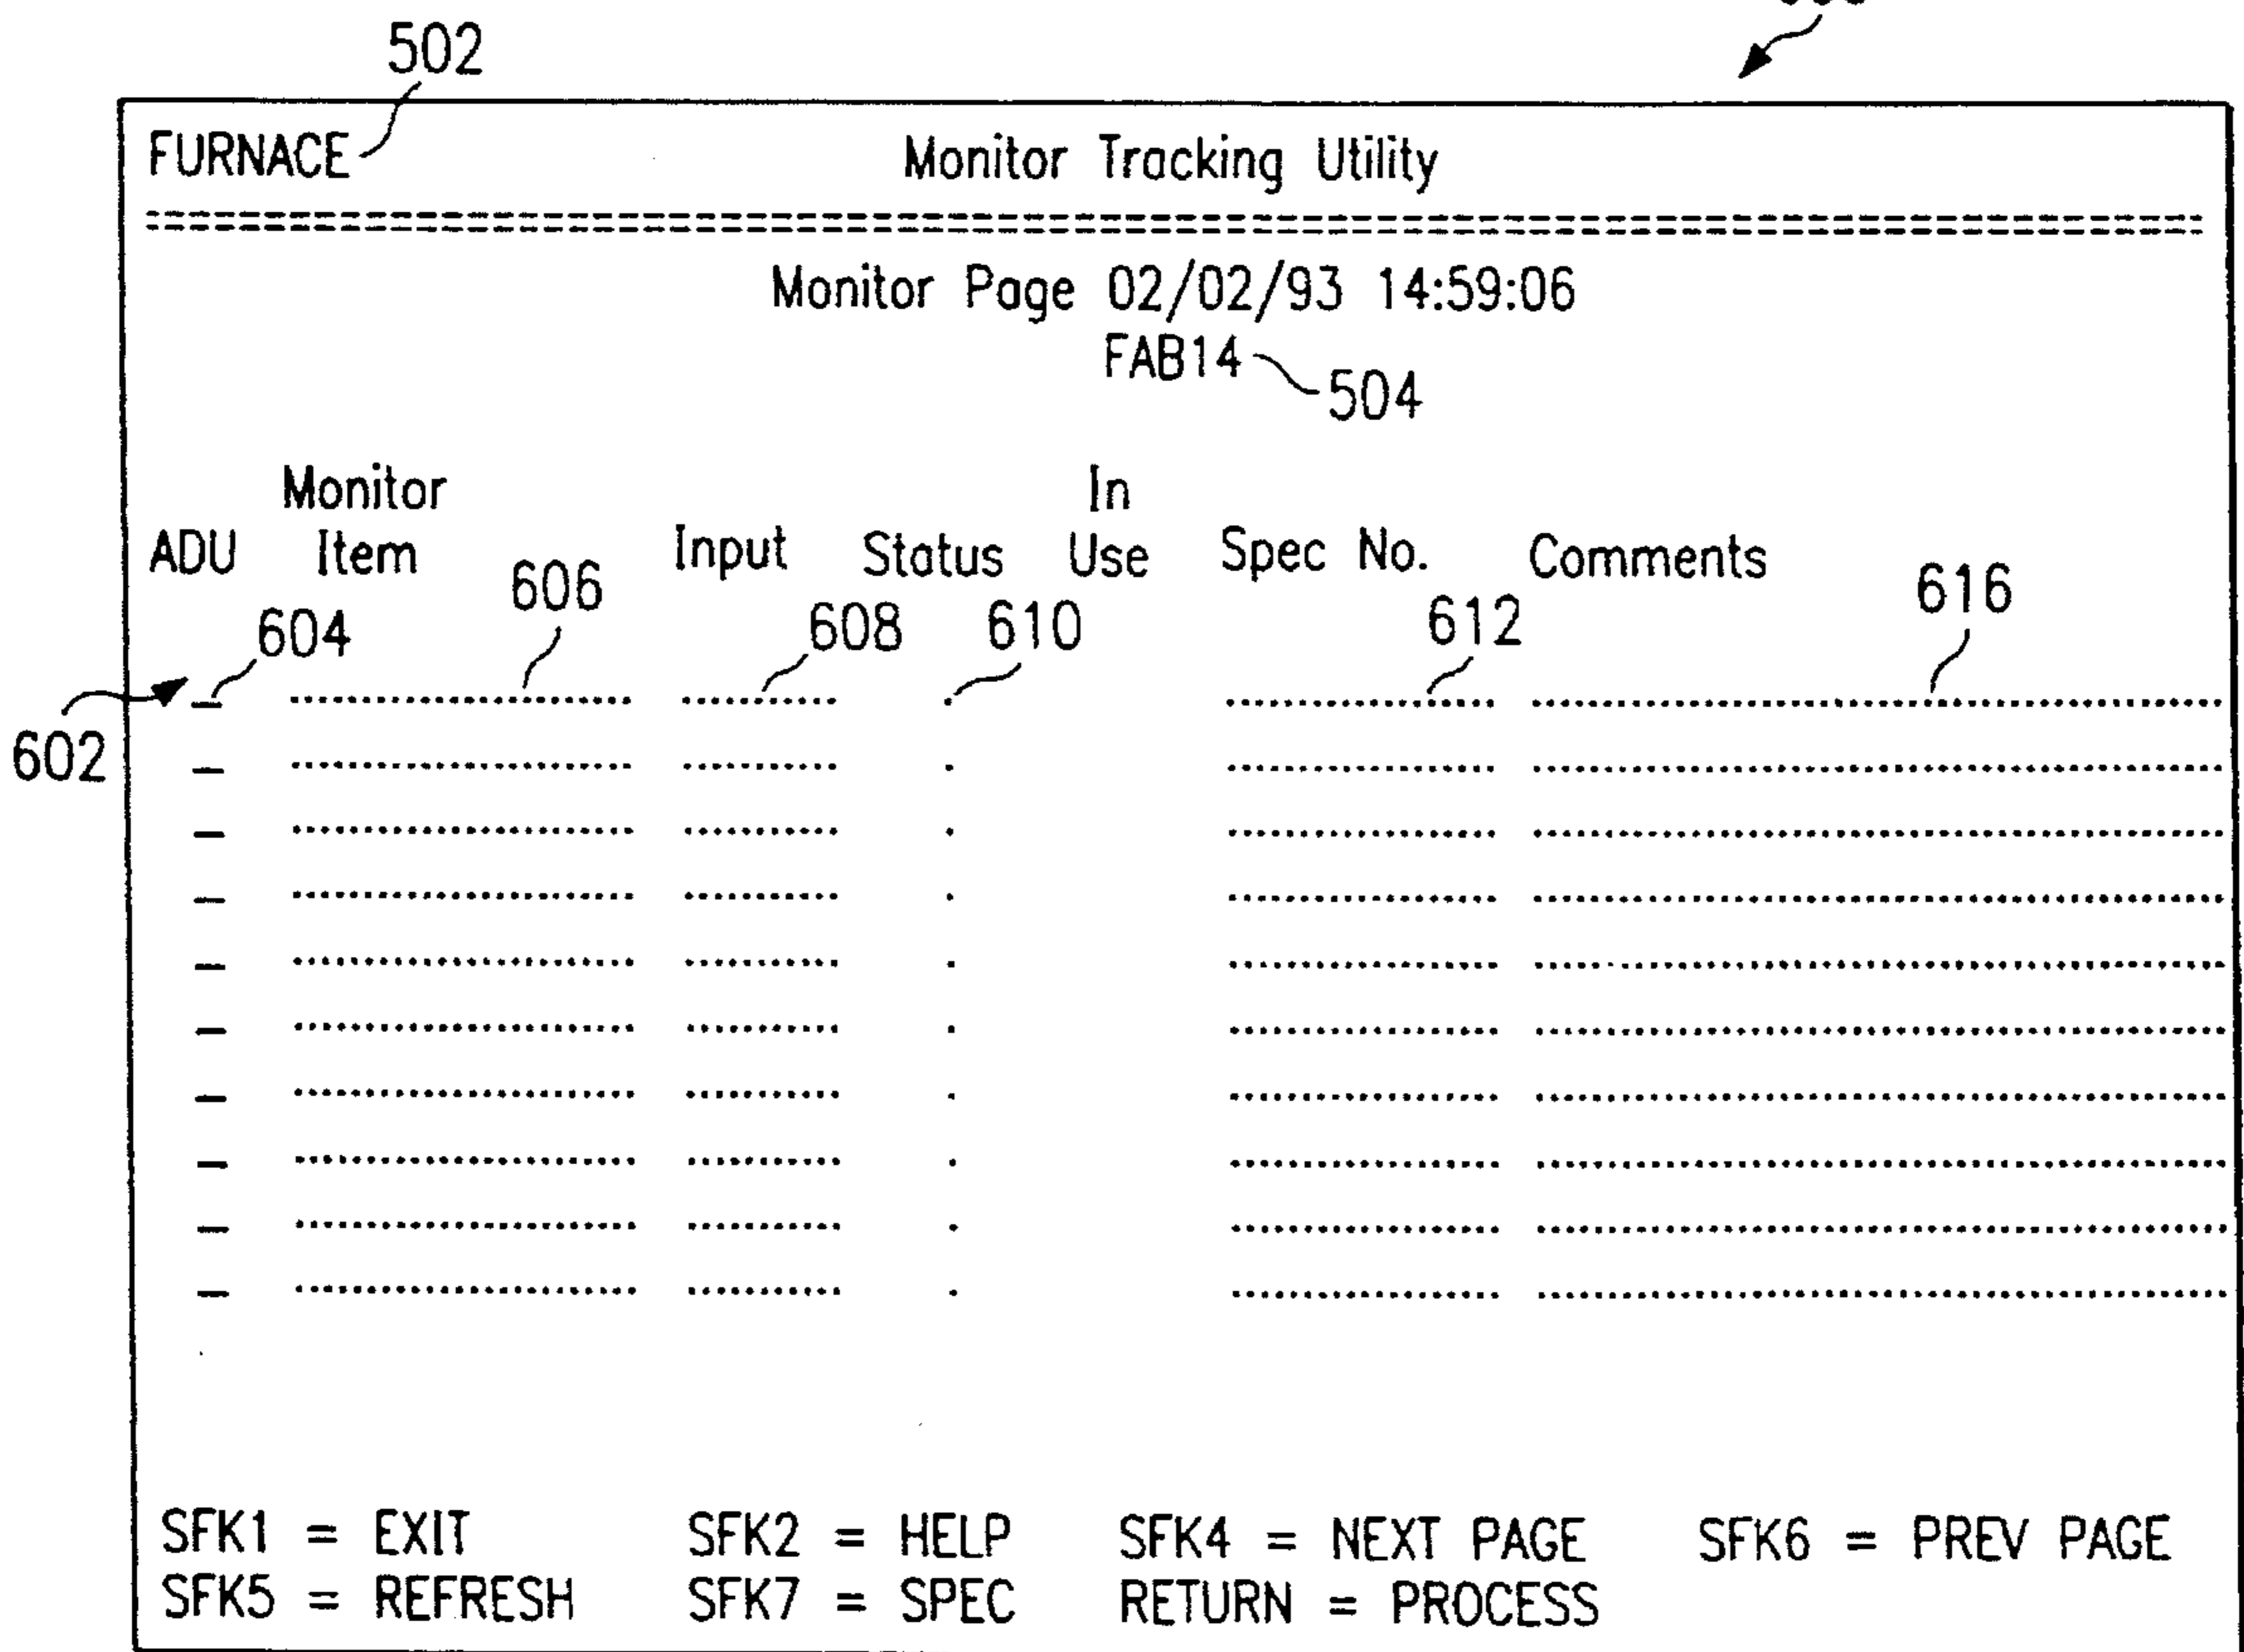 502
FURNACE Monitor Tracking Utility
Monitor Page 02/02/93 14:59:06
FAB14
504
Monitor In
ADU Item Input Status Use Spec No. Comments
604 606 608 610 612 616
602
SFK1 = EXIT SFK2 = HELP SFK4 = NEXT PAGE SFK6 = PREV PAGE
SFK5 = REFRESH SFK7 = SPEC RETURN = PROCESS